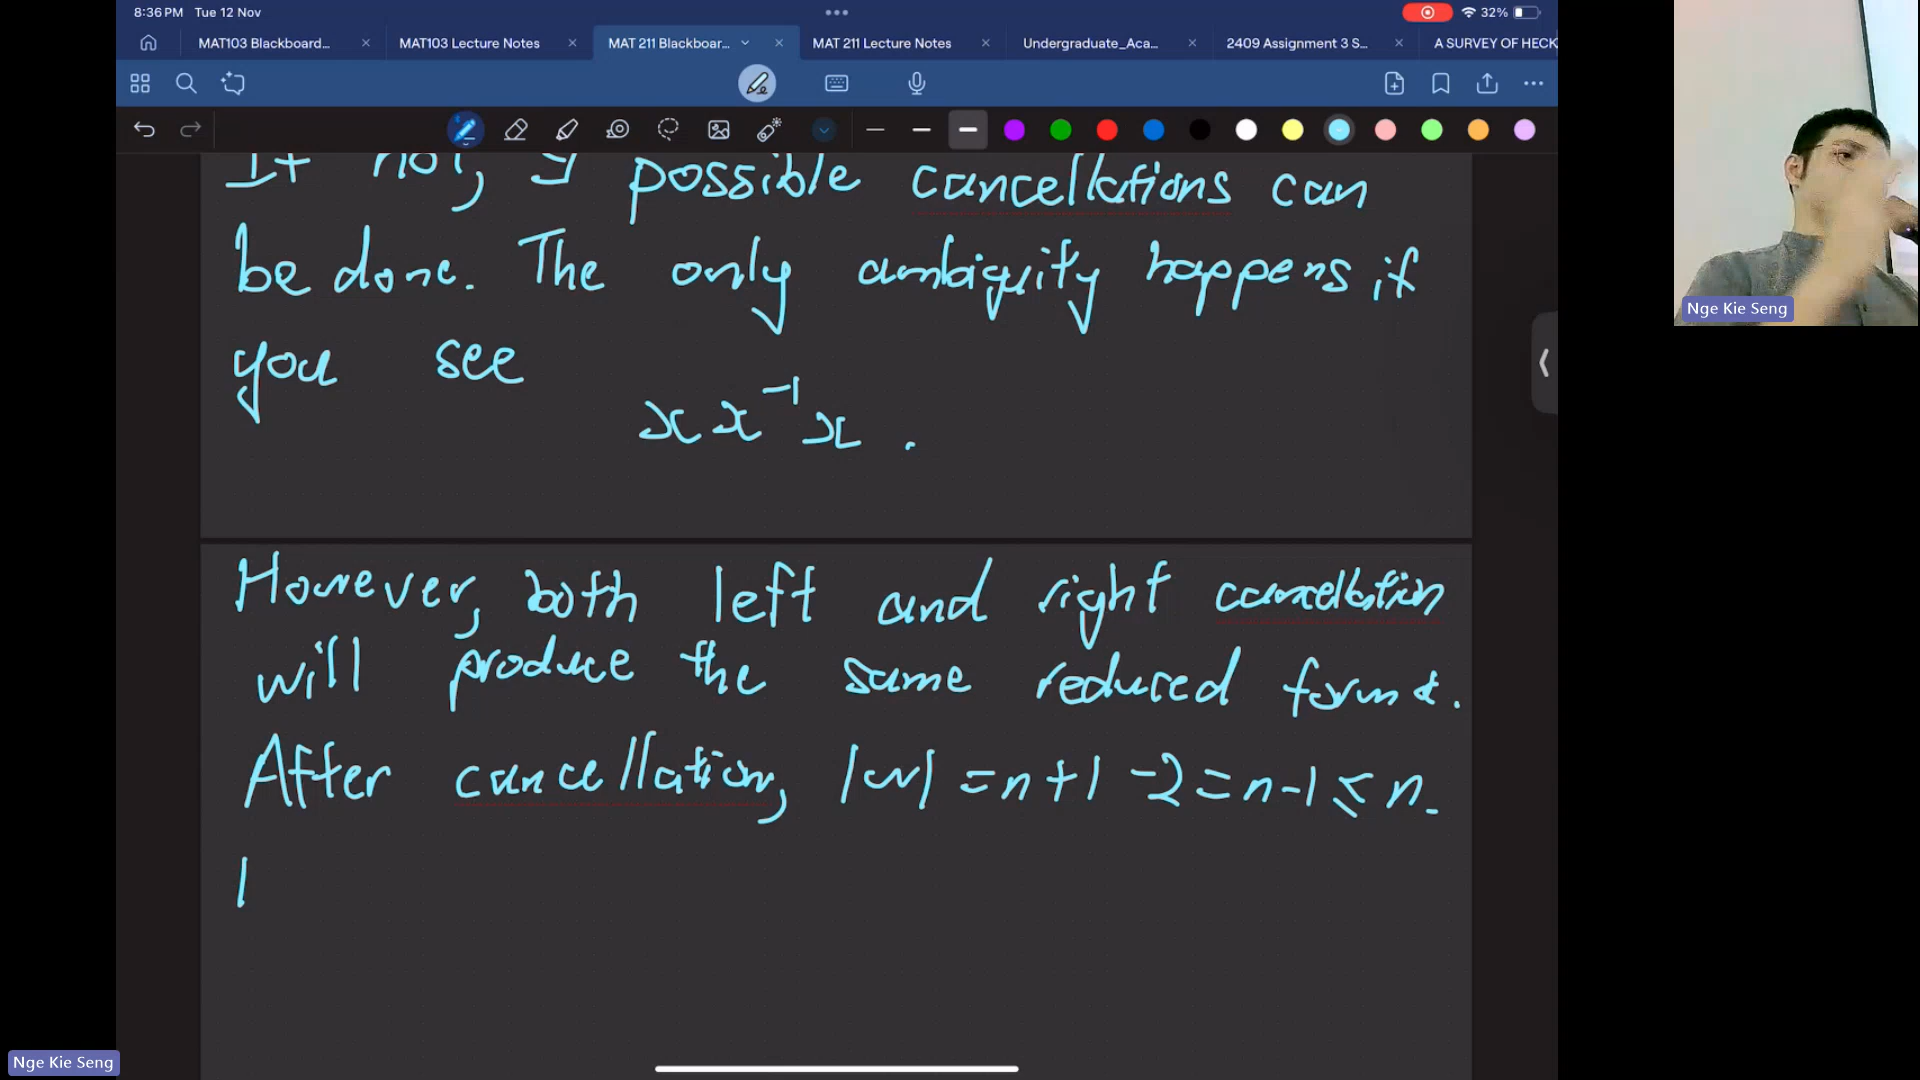 8:36 PM Tue 12 Nov
32%
MAT103 Blackboard...
MAT103 Lecture Notes
MAT 211 Blackboar...
MAT 211 Lecture Notes
Undergraduate_Aca...
2409 Assignment 3 S...
A SURVEY OF HECK
If not, ∃ possible cancellations can
be done. The only ambiguity happens if
you see
x x⁻¹ x .
However, both left and right cancellation
will produce the same reduced form.
After cancellation, |w| = n+1 -2 = n-1 ≤ n.
Nge Kie Seng
Nge Kie Seng